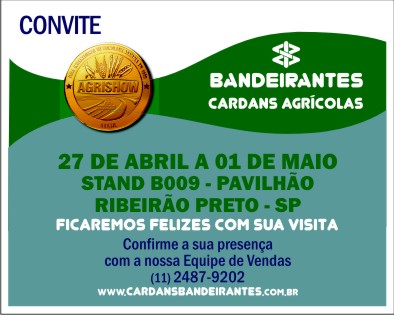 CONVITE
AGRISHOW
BRASIL
BANDEIRANTES
CARDANS AGRÍCOLAS
27 DE ABRIL A 01 DE MAIO
STAND B009 - PAVILHÃO
RIBEIRÃO PRETO - SP
FICAREMOS FELIZES COM SUA VISITA
Confirme a sua presença
com a nossa Equipe de Vendas
(11) 2487-9202
WWW.CARDANSBANDEIRANTES.COM.BR